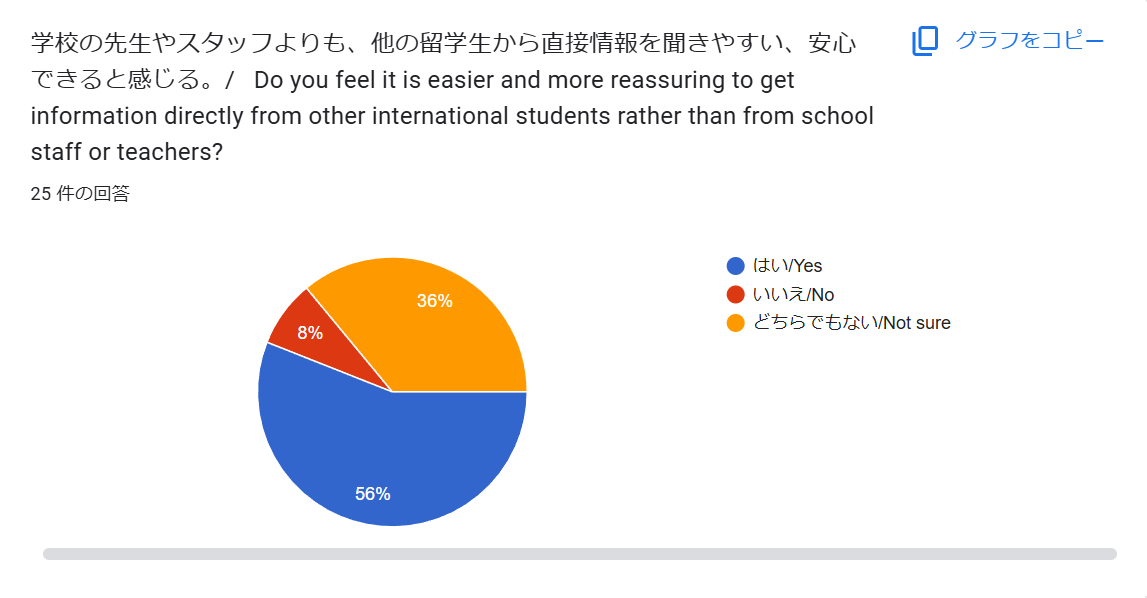 学校の先生やスタッフよりも、他の留学生から直接情報を聞きやすい、安心
できると感じる。/ Do you feel it is easier and more reassuring to get
information directly from other international students rather than from school
staff or teachers?
グラフをコピー
25 件の回答
はい/Yes
いいえ/No
どちらでもない/Not sure
36%
8%
56%